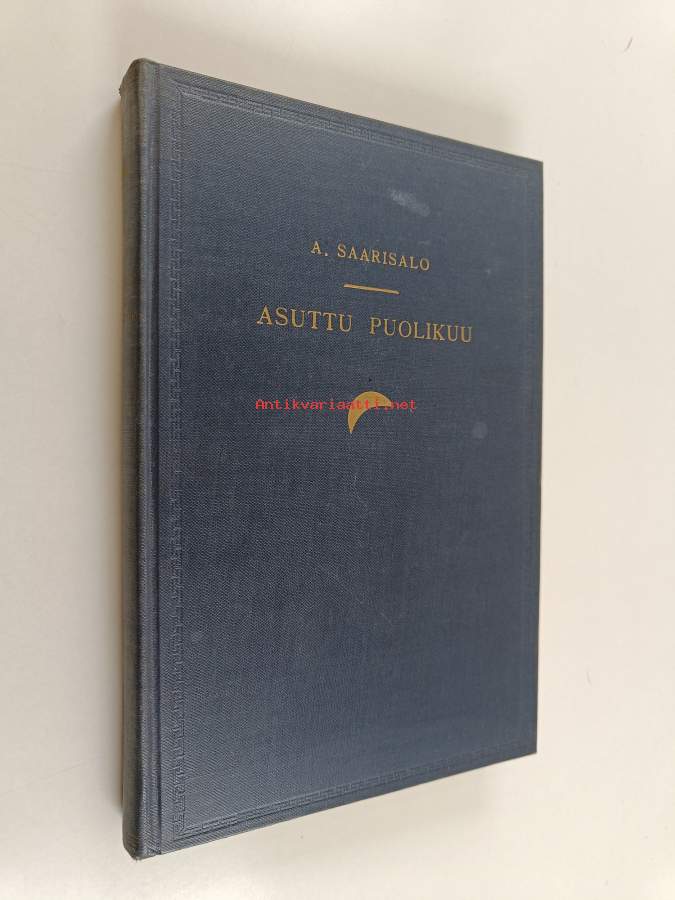 A. SAARISALO
ASUTTU PUOLIKUU
Antikvariaatti.net